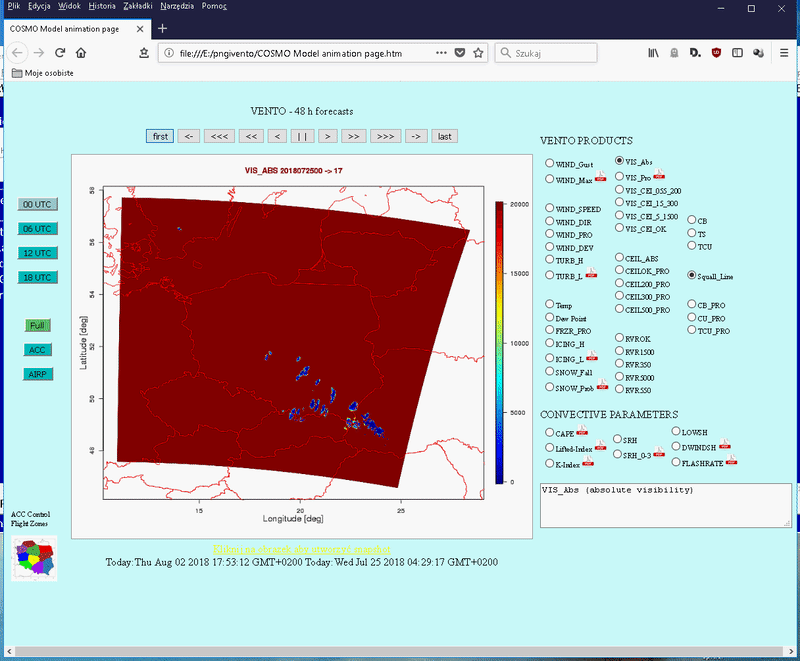 Plik Edycja Widok Historia Zakładki Narzędzia Pomoc
COSMO Model animation page
file:///E:/pngivento/COSMO Model animation page.htm
Szukaj
Moje osobiste
VENTO - 48 h forecasts
first <- <<< << < || > >> >>> -> last
VIS_ABS 2018072500 -> 17
Latitude [deg]
58
56
54
52
50
48
15 20 25
Longitude [deg]
20000
15000
10000
5000
0
00 UTC
06 UTC
12 UTC
18 UTC
Full
ACC
AIRP
ACC Control
Flight Zones
Today:Thu Aug 02 2018 17:53:12 GMT+0200 Today:Wed Jul 25 2018 04:29:17 GMT+0200
VENTO PRODUCTS
WIND_Gust
WIND_Max
WIND_SPEED
WIND_DIR
WIND_PRO
WIND_DEV
TURB_H
TURB_L
Temp
Dew Point
FRZR_PRO
ICING_H
ICING_L
SNOW_Fall
SNOW_Prob
VIS_Abs
VIS_Pro
VIS_CEI_055_200
VIS_CEI_15_300
VIS_CEI_5_1500
VIS_CEI_OK
CEIL_ABS
CEILOK_PRO
CEIL200_PRO
CEIL300_PRO
CEIL500_PRO
RVROK
RVR1500
RVR350
RVR5000
RVR550
CB
TS
TCU
Squall_Line
CB_PRO
CU_PRO
TCU_PRO
CONVECTIVE PARAMETERS
CAPE
Lifted-Index
K-Index
SRH
SRH_0-3
LOWSH
DWINDSH
FLASHRATE
VIS_Abs (absolute visibility)